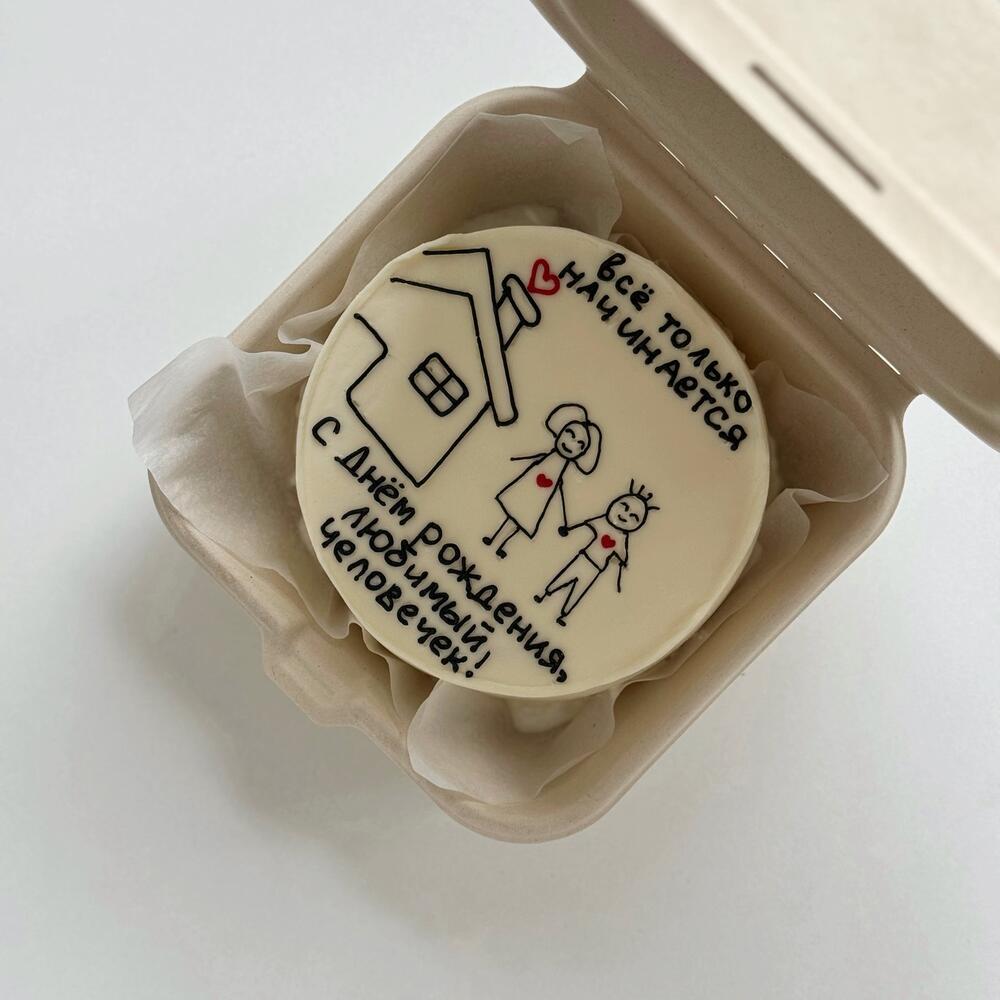 всё только
начинается
с днём рождения,
любимый
человечек!